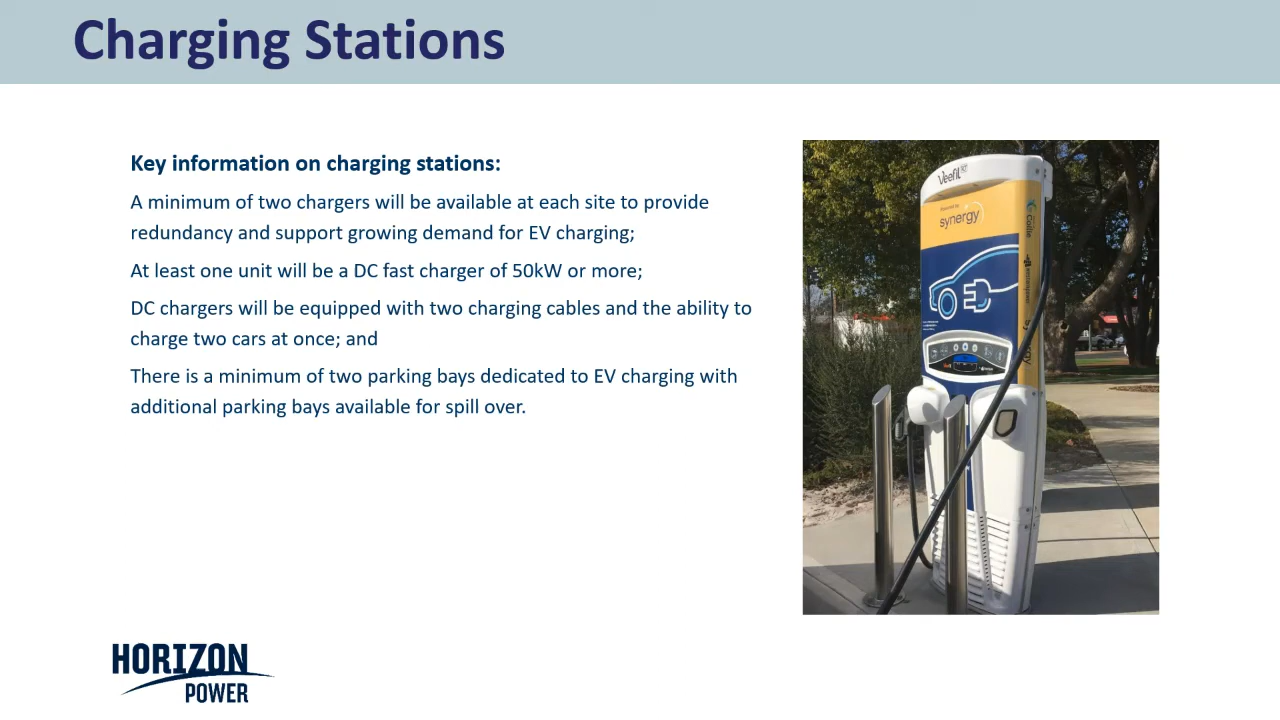 Charging Stations
Key information on charging stations:
A minimum of two chargers will be available at each site to provide
redundancy and support growing demand for EV charging;
At least one unit will be a DC fast charger of 50kW or more;
DC chargers will be equipped with two charging cables and the ability to
charge two cars at once; and
There is a minimum of two parking bays dedicated to EV charging with
additional parking bays available for spill over.
Veefil
synergy
Collie
HORIZON
POWER